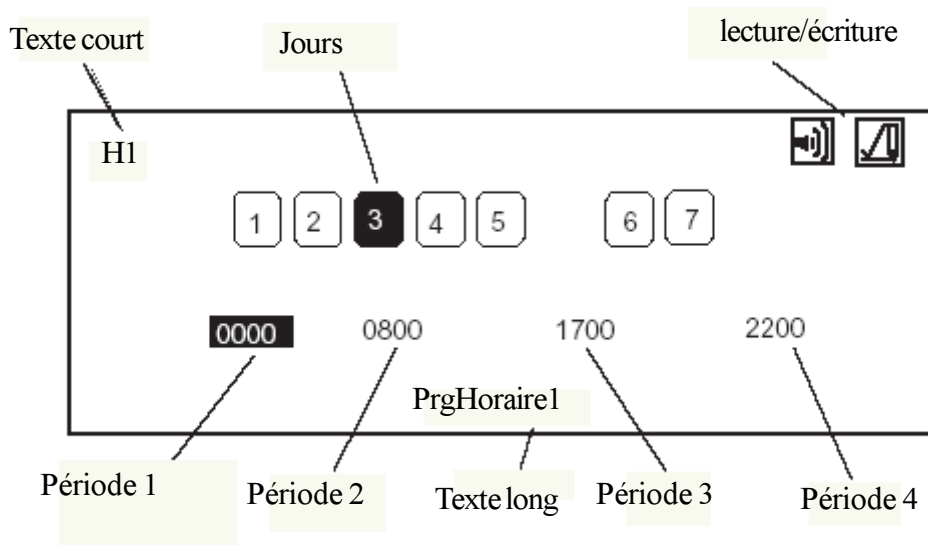 Texte court
Jours
lecture/écriture
H1
1 2 3 4 5 6 7
0000 0800 1700 2200
PrgHoraire1
Période 1
Période 2
Texte long
Période 3
Période 4